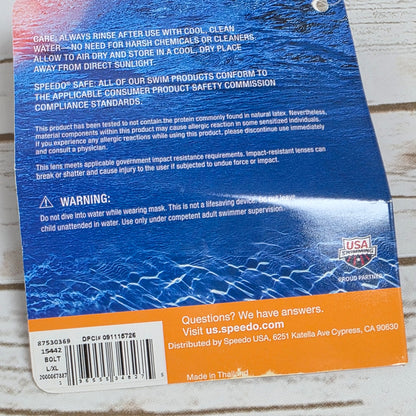 CARE: ALWAYS RINSE AFTER USE WITH COOL, CLEAN
WATER—NO NEED FOR HARSH CHEMICALS OR CLEANERS.
ALLOW TO AIR DRY AND STORE IN A COOL, DRY PLACE
AWAY FROM DIRECT SUNLIGHT.
SPEEDO® SAFE: ALL OF OUR SWIM PRODUCTS CONFORM TO
THE APPLICABLE CONSUMER PRODUCT SAFETY COMMISSION
COMPLIANCE STANDARDS.
This product has been tested to not contain the protein commonly found in natural latex. Nevertheless,
material components within this product may cause allergic reaction in some sensitized individuals.
If you experience any allergic reactions while using this product, please discontinue use immediately
and consult a physician.
This lens meets applicable government impact resistance requirements. Impact-resistant lenses can
break or shatter and cause injury to the user if subjected to undue force or impact.
WARNING:
Do not dive into water while wearing mask. This is not a lifesaving device. Do not leave
child unattended in water. Use only under competent adult swimmer supervision.
USA
SWIMMING
PROUD PARTNER
Questions? We have answers.
Visit us.speedo.com
Distributed by Speedo USA, 6251 Katella Ave Cypress, CA 90630
Made in Thailand
87530369
15442
BOLT
L/XL
DPCI# 091115726